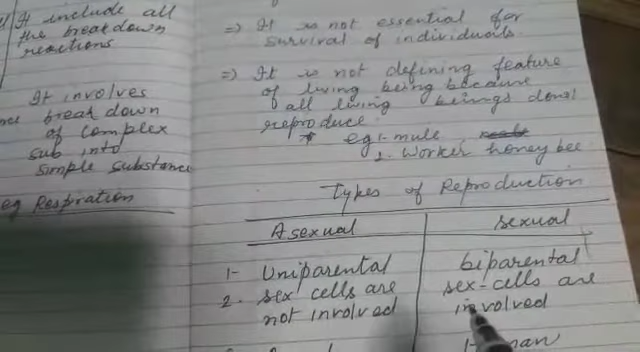 It include all
the breakdown
reactions
It involves
break down
of complex
sub into
simple substance
eg Respiration
⇒ It is not essential for
survival of individuals.
⇒ It is not defining feature
of living being because
all living beings donot
reproduce
eg 1- mule
2. Worker honey bee
Types of Reproduction
Asexual sexual
1- Uniparental biparental
2. sex cells are sex-cells are
not involved involved